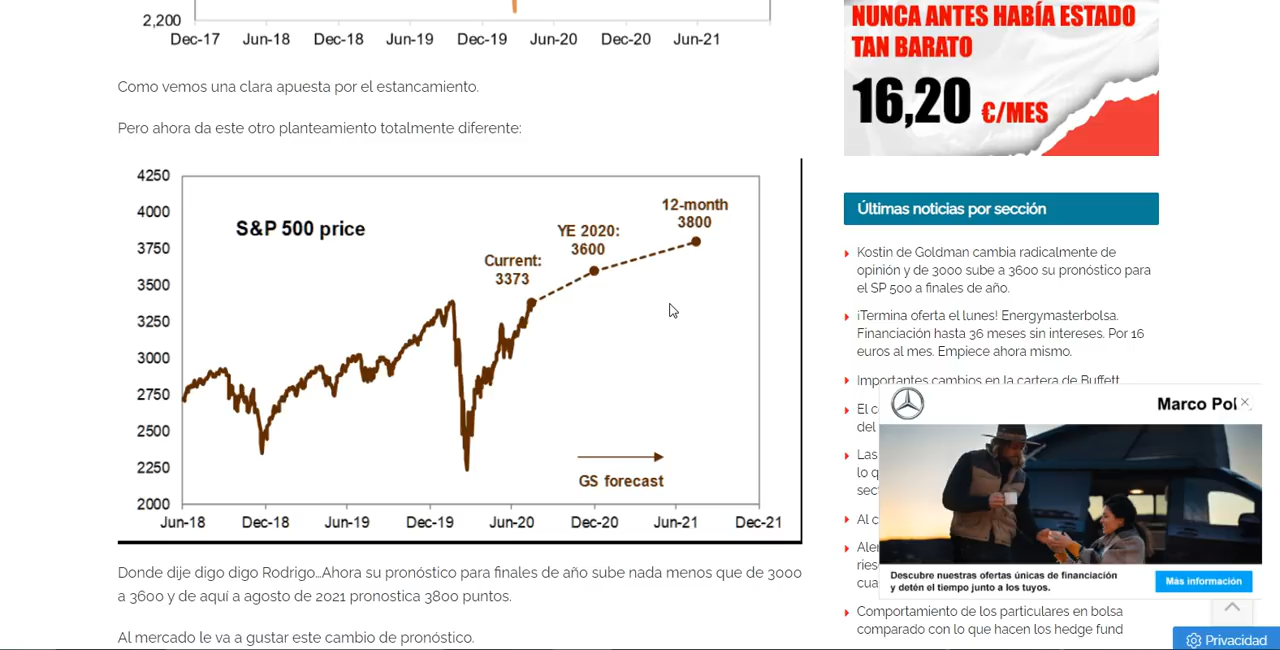 2,200
Dec-17 Jun-18 Dec-18 Jun-19 Dec-19 Jun-20 Dec-20 Jun-21
Como vemos una clara apuesta por el estancamiento.
Pero ahora da este otro planteamiento totalmente diferente:
4250
4000
3750
3500
3250
3000
2750
2500
2250
2000
S&P 500 price
Current:
3373
YE 2020:
3600
12-month
3800
GS forecast
Jun-18 Dec-18 Jun-19 Dec-19 Jun-20 Dec-20 Jun-21 Dec-21
Donde dije digo digo Rodrigo...Ahora su pronóstico para finales de año sube nada menos que de 3000
a 3600 y de aquí a agosto de 2021 pronostica 3800 puntos.
Al mercado le va a gustar este cambio de pronóstico.
NUNCA ANTES HABÍA ESTADO
TAN BARATO
16,20 €/MES
Últimas noticias por sección
Kostin de Goldman cambia radicalmente de
opinión y de 3000 sube a 3600 su pronóstico para
el SP 500 a finales de año.
¡Termina oferta el lunes! Energymasterbolsa.
Financiación hasta 36 meses sin intereses. Por 16
euros al mes. Empiece ahora mismo.
Importantes cambios en la cartera de Buffett
El c
del
Las
lo q
sec
Al c
Aler
ries
cua
Comportamiento de los particulares en bolsa
comparado con lo que hacen los hedge fund
Marco Pol
Descubre nuestras ofertas únicas de financiación
y detén el tiempo junto a los tuyos.
Más información
Privacidad